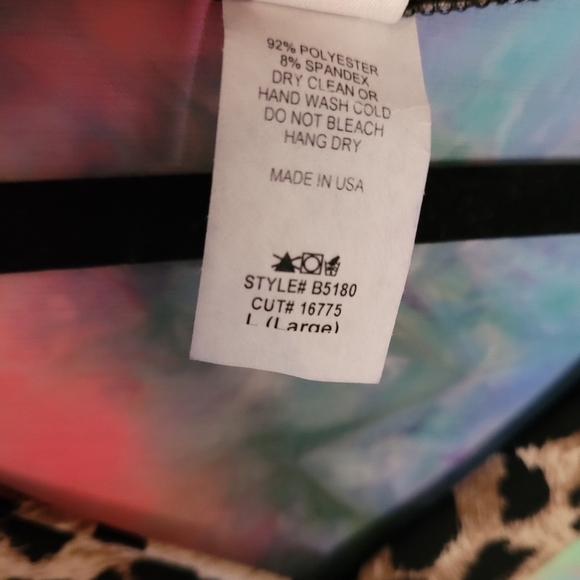 92% POLYESTER
8% SPANDEX
DRY CLEAN OR
HAND WASH COLD
DO NOT BLEACH
HANG DRY
MADE IN USA
STYLE# B5180
CUT# 16775
L (Large)